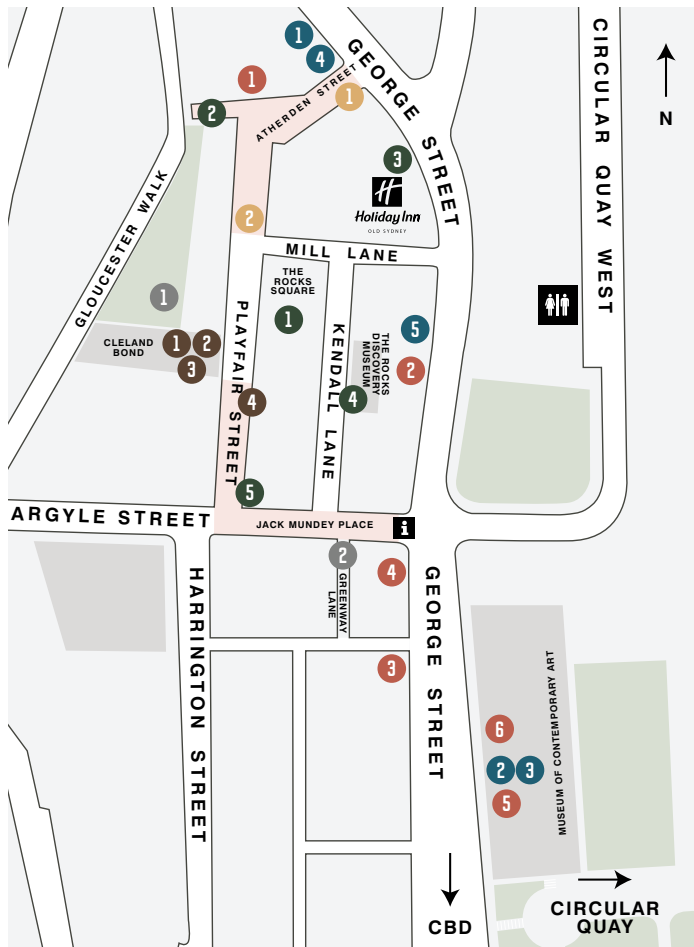 1
4
GEORGE STREET
CIRCULAR QUAY WEST
N
1
ATHERDEN STREET
1
2
3
H
Holiday Inn
OLD SYDNEY
GLOUCESTER WALK
2
MILL LANE
THE
ROCKS
SQUARE
1
1
PLAYFAIR STREET
KENDALL LANE
THE ROCKS
DISCOVERY
MUSEUM
5
2
CLELAND
BOND
1
2
3
4
4
5
ARGYLE STREET
JACK MUNDEY PLACE
i
2
GREENWAY
LANE
4
HARRINGTON STREET
GEORGE STREET
3
MUSEUM OF CONTEMPORARY ART
6
2
3
5
CBD
CIRCULAR
QUAY